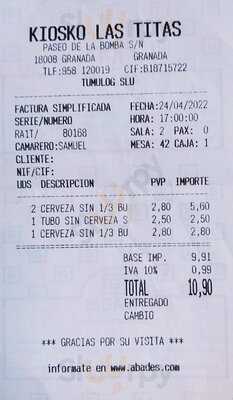 KIOSKO LAS TITAS
PASEO DE LA BOMBA S/N
18008 GRANADA GRANADA
TLF:958 120019 CIF:B18715722
TUMULOG SLU
FACTURA SIMPLIFICADA FECHA:24/04/2022
SERIE/NUMERO HORA: 17:00:00
RA1T/ 80168 SALA: 2 PAX: 0
CAMARERO:SAMUEL MESA: 42 CAJA: 1
CLIENTE:
NIF/CIF:
UDS DESCRIPCION PVP IMPORTE
2 CERVEZA SIN 1/3 BU 2,80 5,60
1 TUBO SIN CERVEZA S 2,50 2,50
1 CERVEZA SIN 1/3 BU 2,80 2,80
BASE IMP. 9,91
IVA 10% 0,99
TOTAL 10,90
ENTREGADO
CAMBIO
*** GRACIAS POR SU VISITA ***
informate en www.abades.com